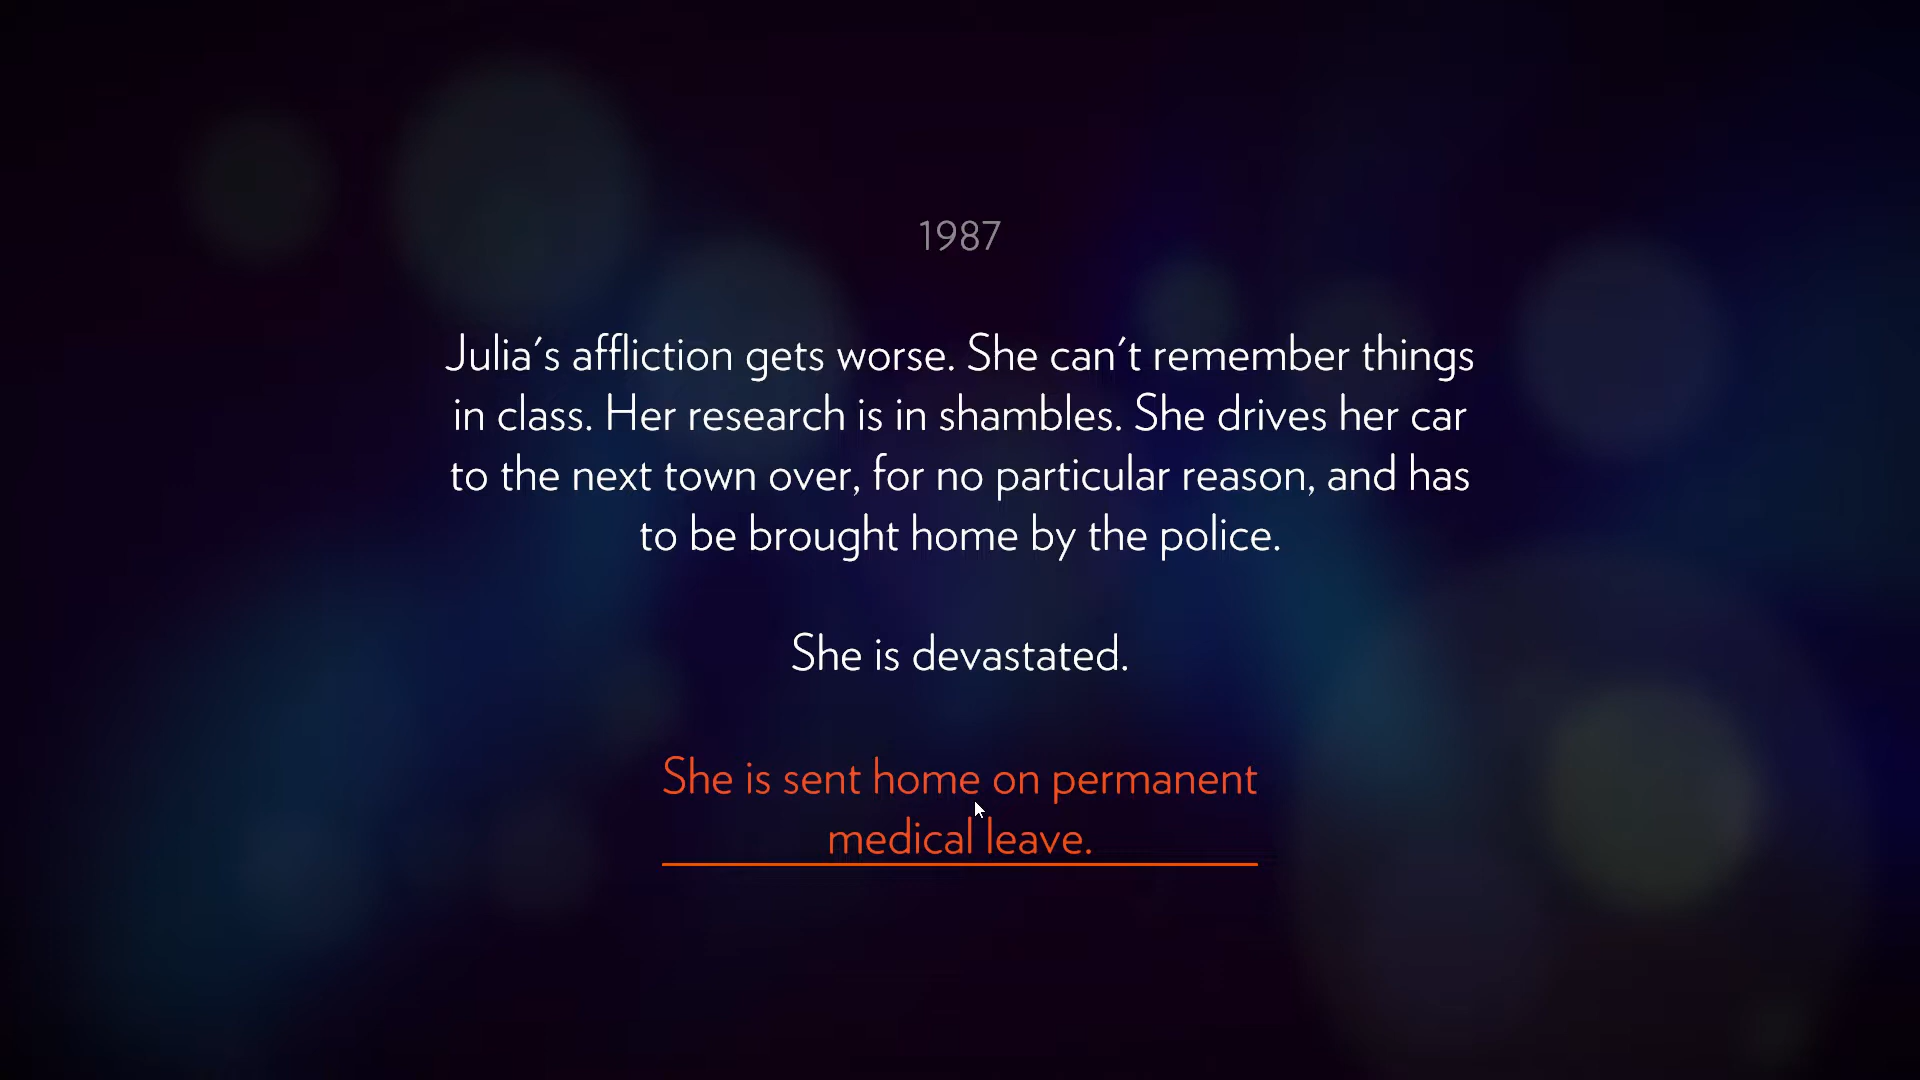 1987
Julia's affliction gets worse. She can't remember things
in class. Her research is in shambles. She drives her car
to the next town over, for no particular reason, and has
to be brought home by the police.
She is devastated.
She is sent home on permanent
medical leave.